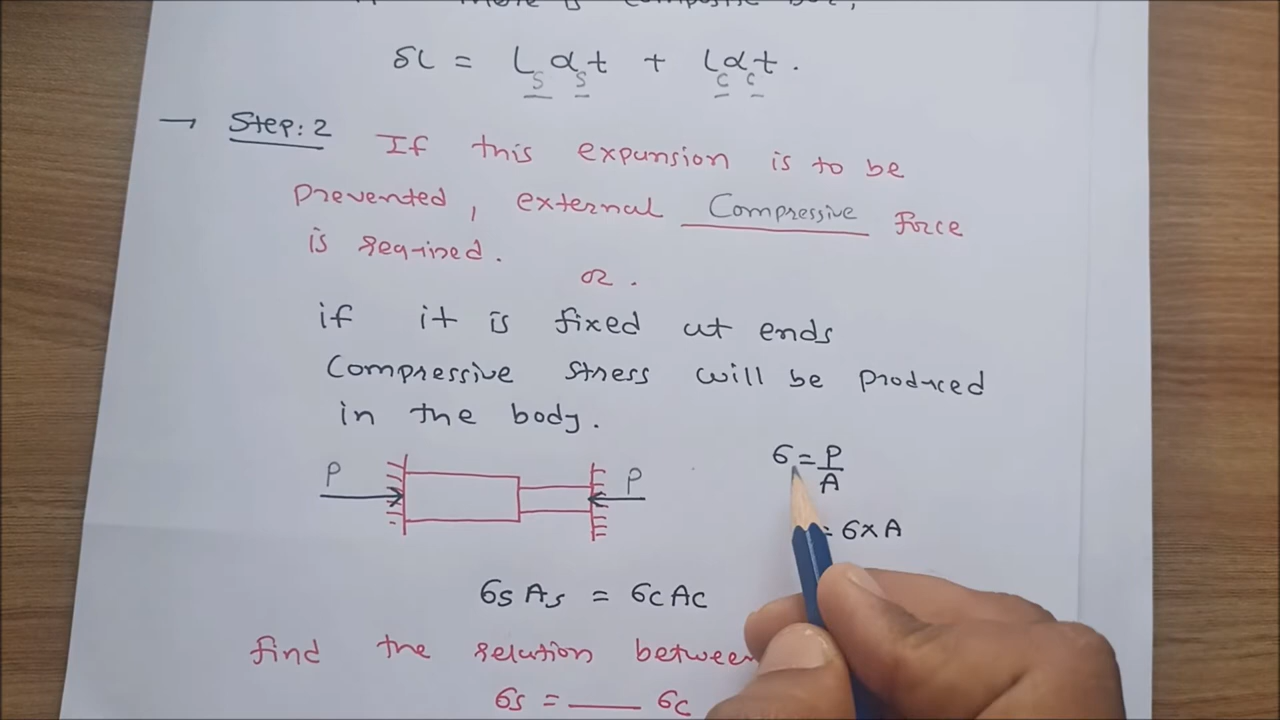 δL = Lsαst + Lcαct.
→ Step: 2 If this expansion is to be
prevented, external Compressive force
is required.
or.
if it is fixed at ends
Compressive stress will be produced
in the body.
P P
σ = P/A
= σ×A
σs As = σc Ac
find the relation between
σs = ___ σc